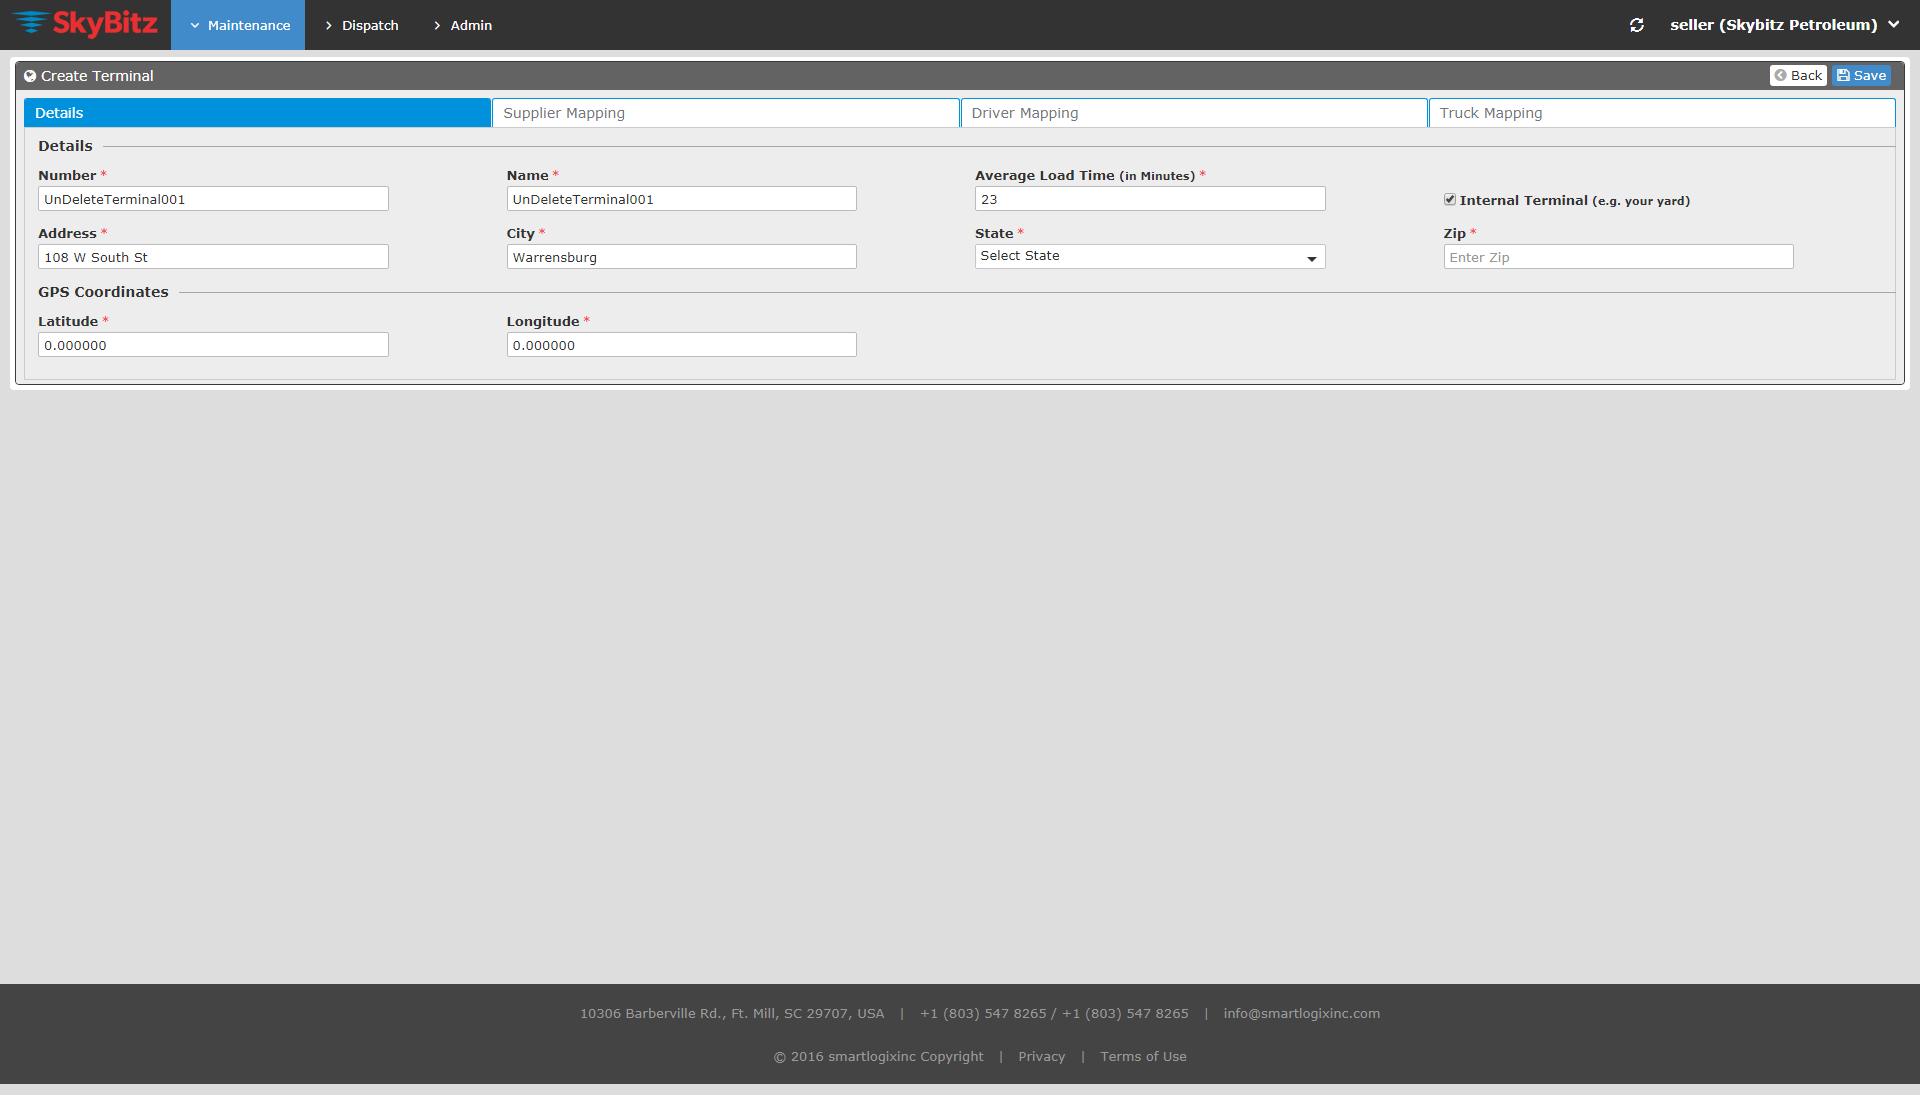 SkyBitz Maintenance Dispatch Admin seller (Skybitz Petroleum)
Create Terminal Back Save
Details Supplier Mapping Driver Mapping Truck Mapping
Details
Number * Name * Average Load Time (in Minutes) *
UnDeleteTerminal001 UnDeleteTerminal001 23 Internal Terminal (e.g. your yard)
Address * City * State * Zip *
108 W South St Warrensburg Select State Enter Zip
GPS Coordinates
Latitude * Longitude *
0.000000 0.000000
10306 Barberville Rd., Ft. Mill, SC 29707, USA | +1 (803) 547 8265 / +1 (803) 547 8265 | info@smartlogixinc.com
© 2016 smartlogixinc Copyright | Privacy | Terms of Use